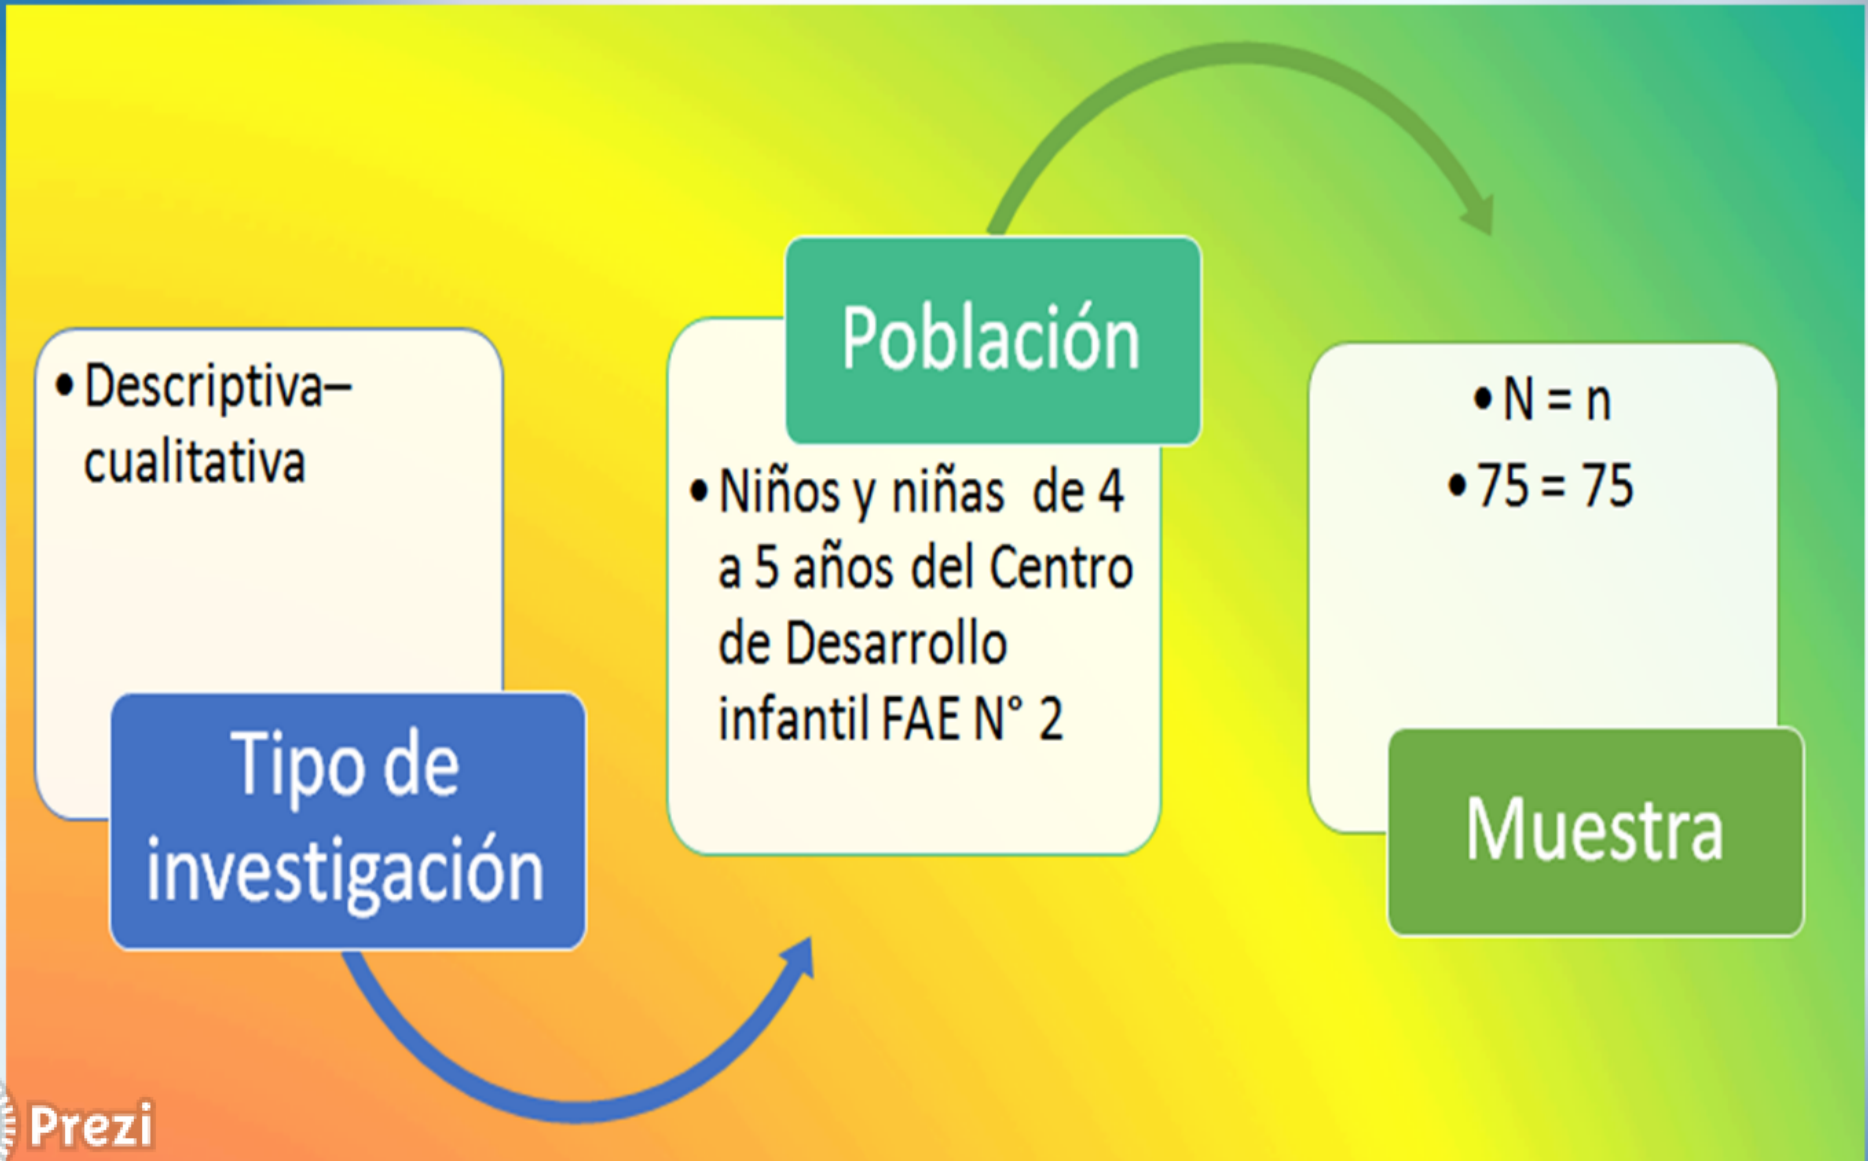 • Descriptiva–
cualitativa
Tipo de
investigación
Población
• Niños y niñas de 4
a 5 años del Centro
de Desarrollo
infantil FAE N° 2
• N = n
• 75 = 75
Muestra
Prezi